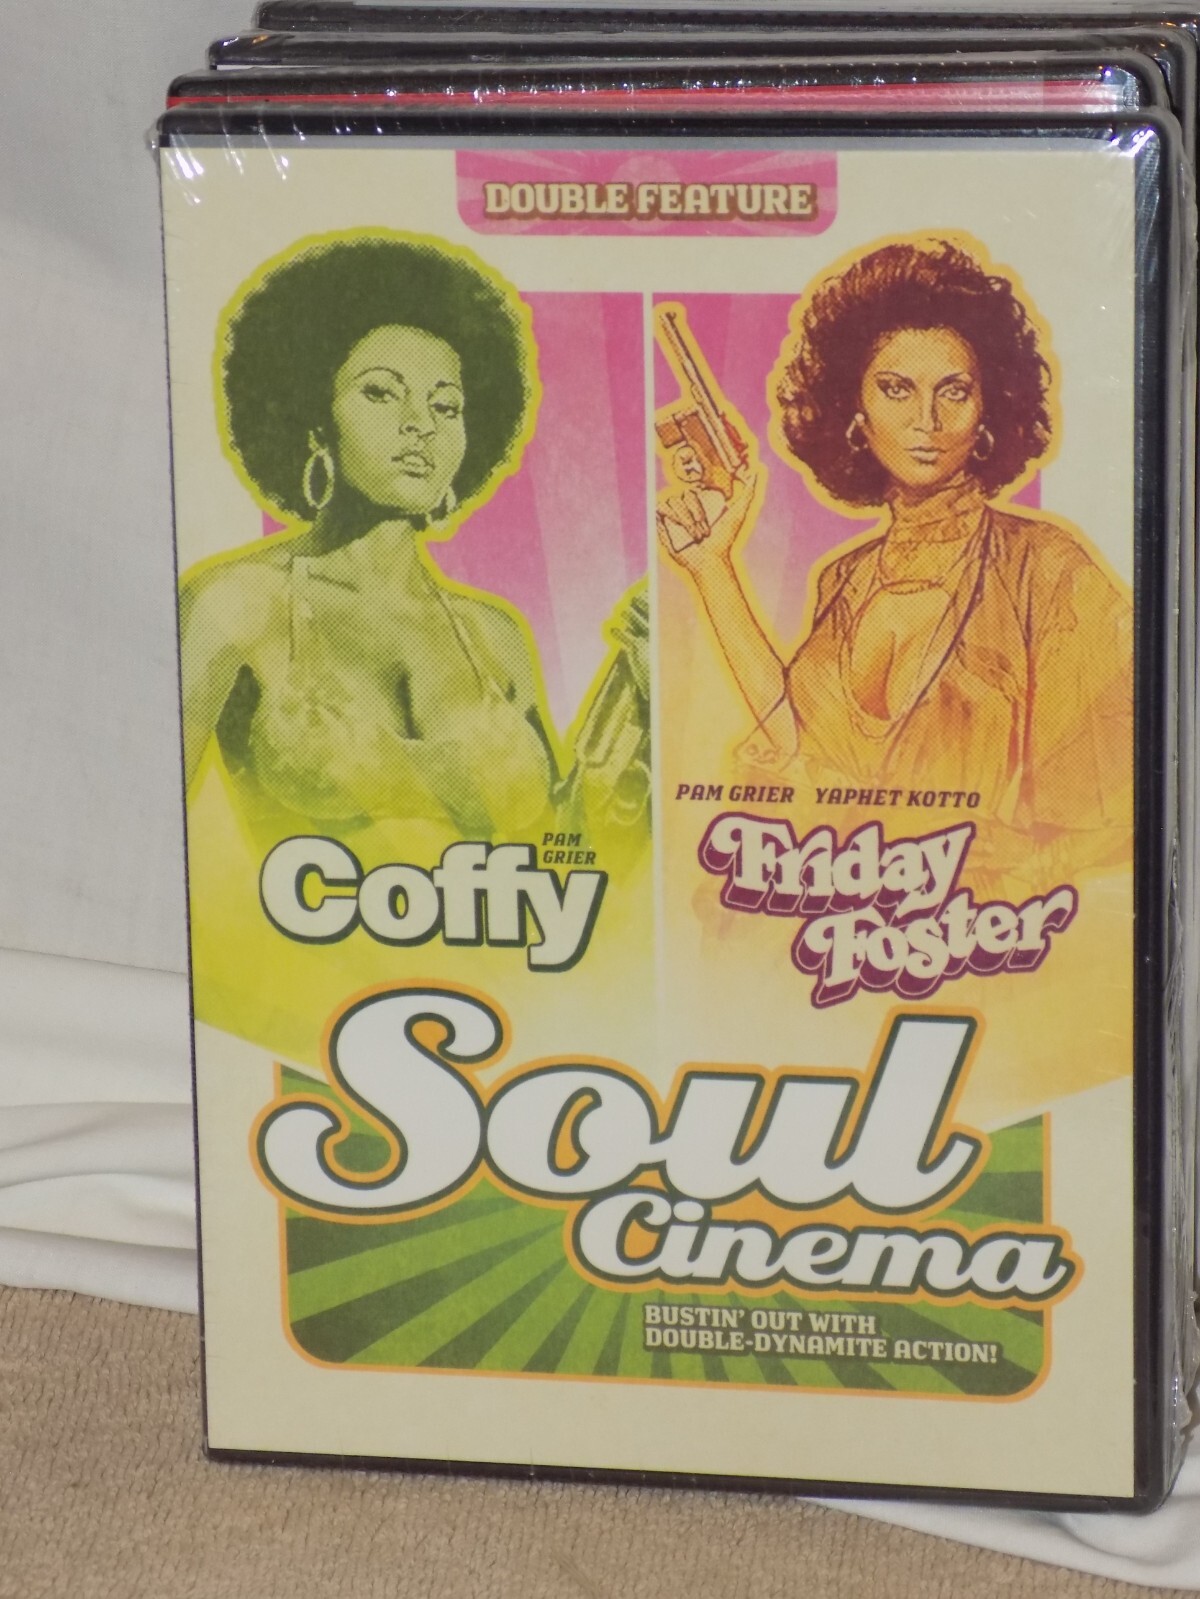 DOUBLE FEATURE
PAM GRIER
Coffy
PAM GRIER YAPHET KOTTO
Friday
Foster
Soul
Cinema
BUSTIN' OUT WITH
DOUBLE-DYNAMITE ACTION!